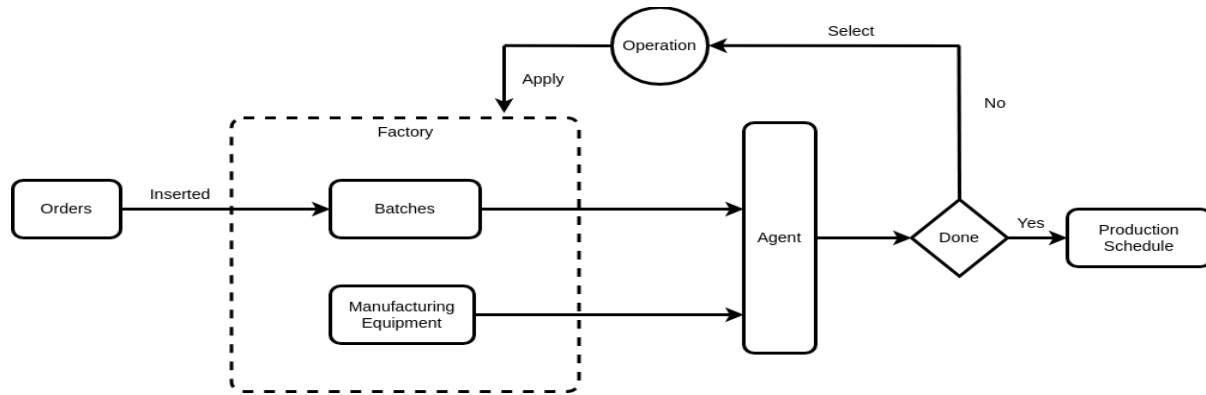 Operation
Select
Apply
No
Factory
Orders
Inserted
Batches
Agent
Done
Yes
Production
Schedule
Manufacturing
Equipment